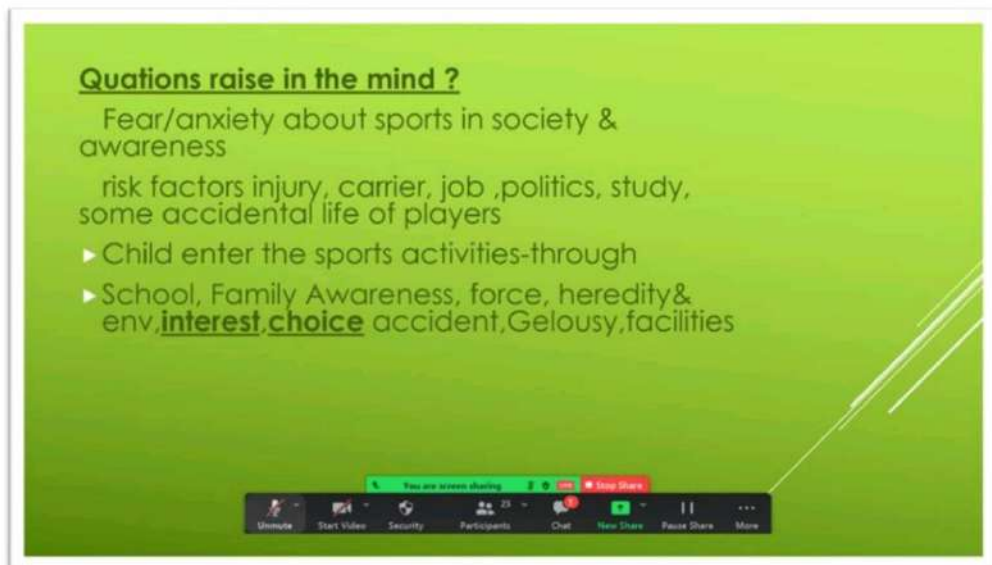 Quations raise in the mind ?
Fear/anxiety about sports in society &
awareness
risk factors injury, carrier, job ,politics, study,
some accidental life of players
Child enter the sports activities-through
School, Family Awareness, force, heredity&
env,interest,choice accident,Gelousy,facilities
You are screen sharing LIVE Stop Share
23
Unmute Start Video Security Participants Chat New Share Pause Share More